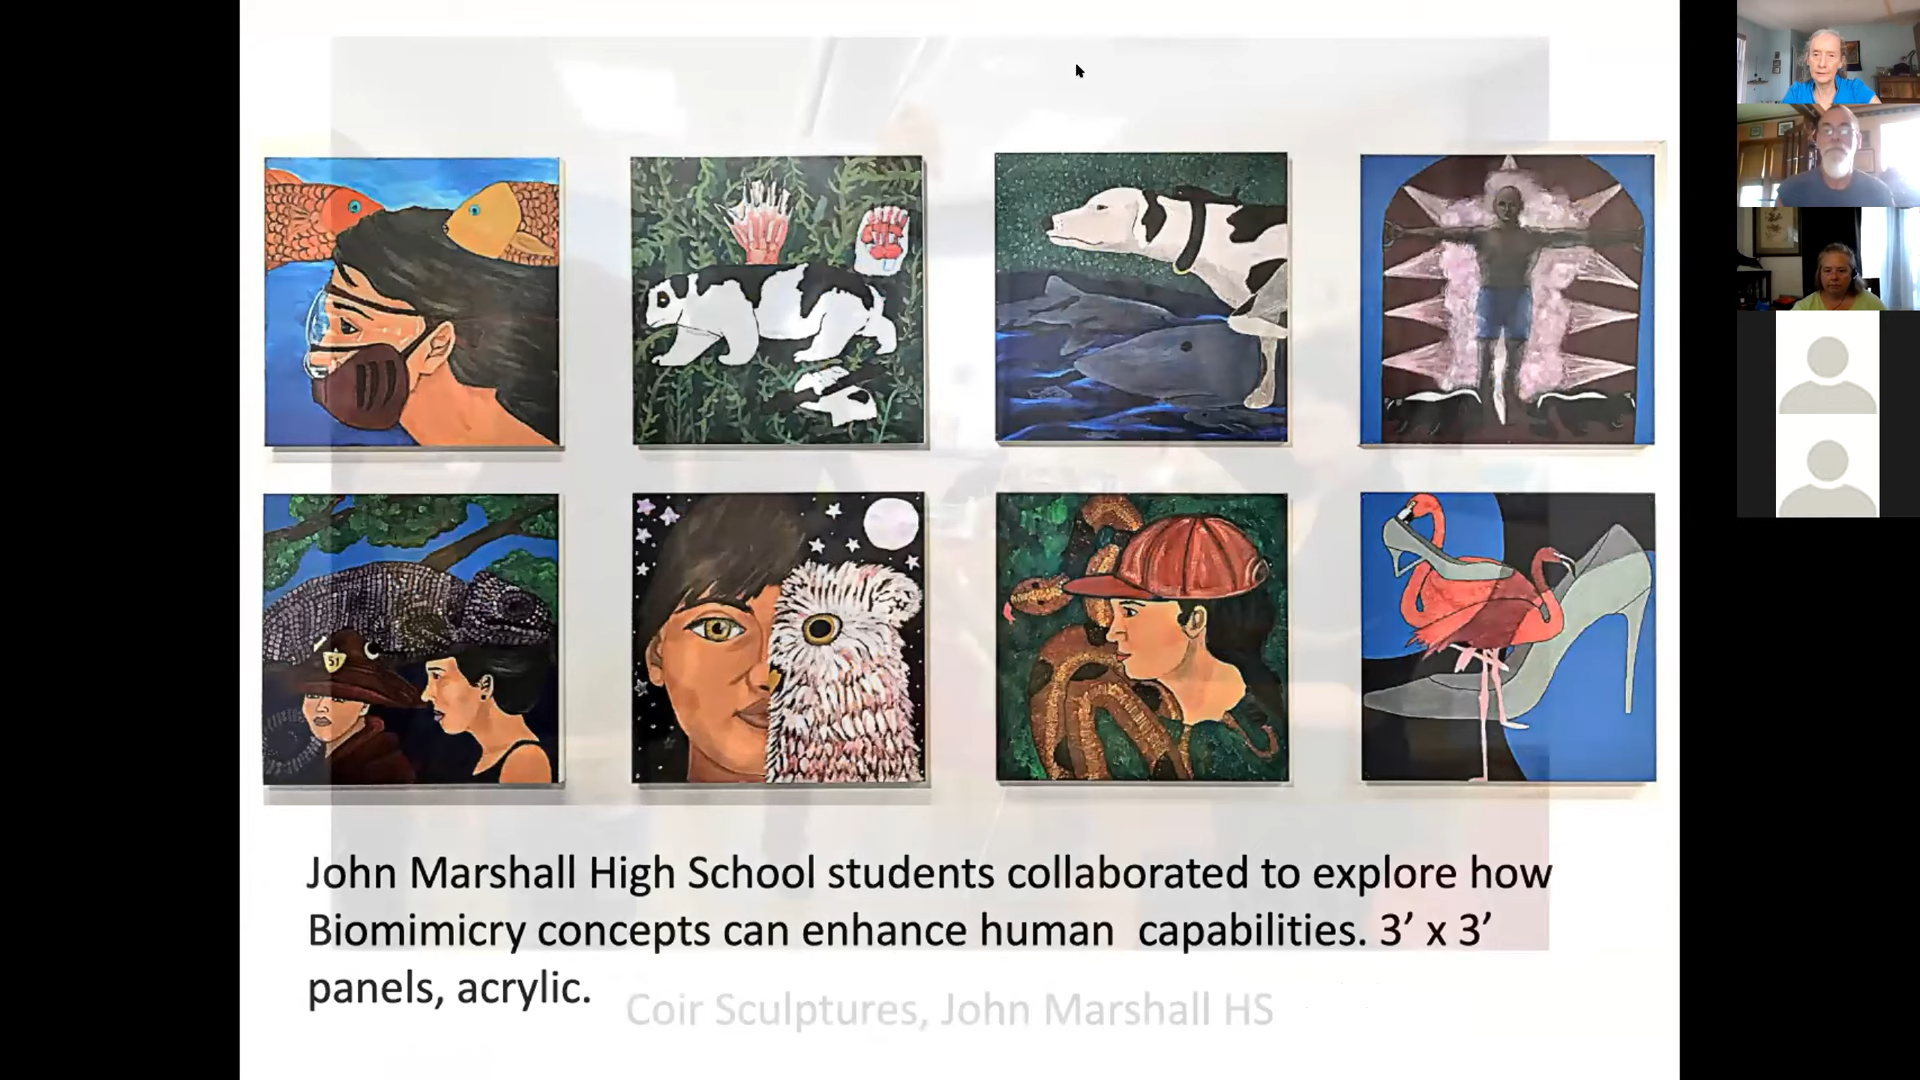 51
John Marshall High School students collaborated to explore how
Biomimicry concepts can enhance human  capabilities. 3’ x 3’
panels, acrylic.
Coir Sculptures, John Marshall HS